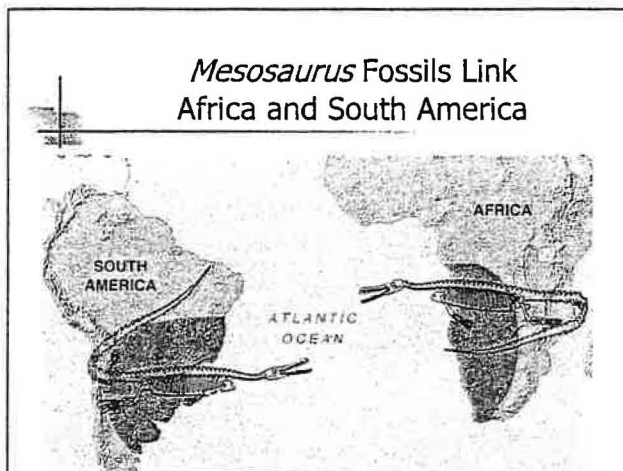 Mesosaurus Fossils Link
Africa and South America
AFRICA
SOUTH
AMERICA
ATLANTIC
OCEAN